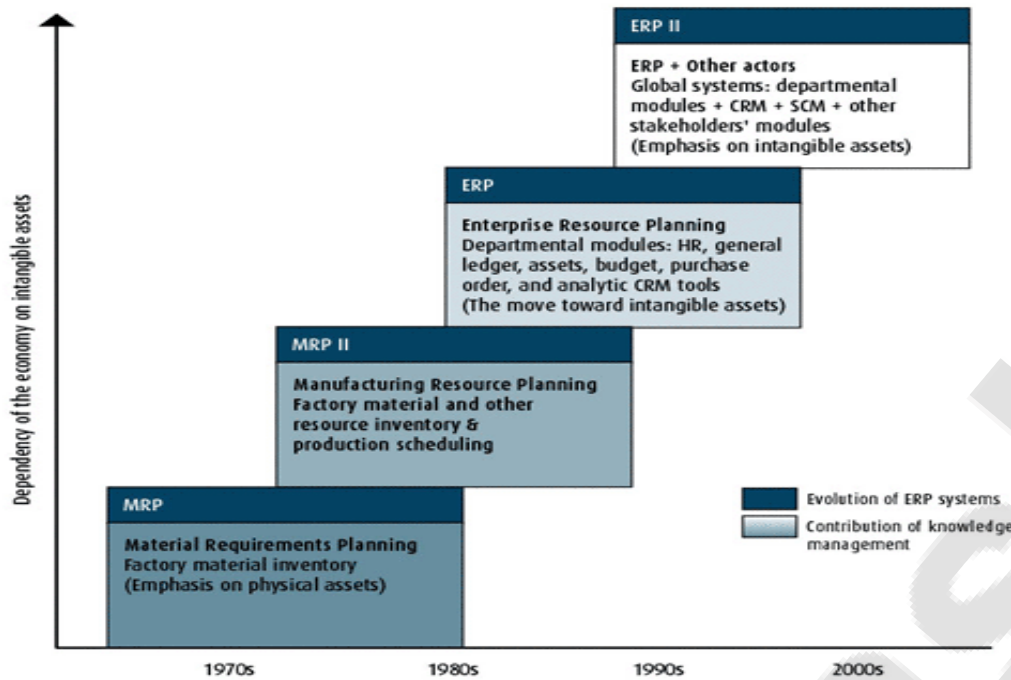 ERP II
ERP + Other actors
Global systems: departmental
modules + CRM + SCM + other
stakeholders' modules
(Emphasis on intangible assets)
ERP
Enterprise Resource Planning
Departmental modules: HR, general
ledger, assets, budget, purchase
order, and analytic CRM tools
(The move toward intangible assets)
MRP II
Manufacturing Resource Planning
Factory material and other
resource inventory &
production scheduling
MRP
Material Requirements Planning
Factory material inventory
(Emphasis on physical assets)
Dependency of the economy on intangible assets
Evolution of ERP systems
Contribution of knowledge
management
1970s
1980s
1990s
2000s